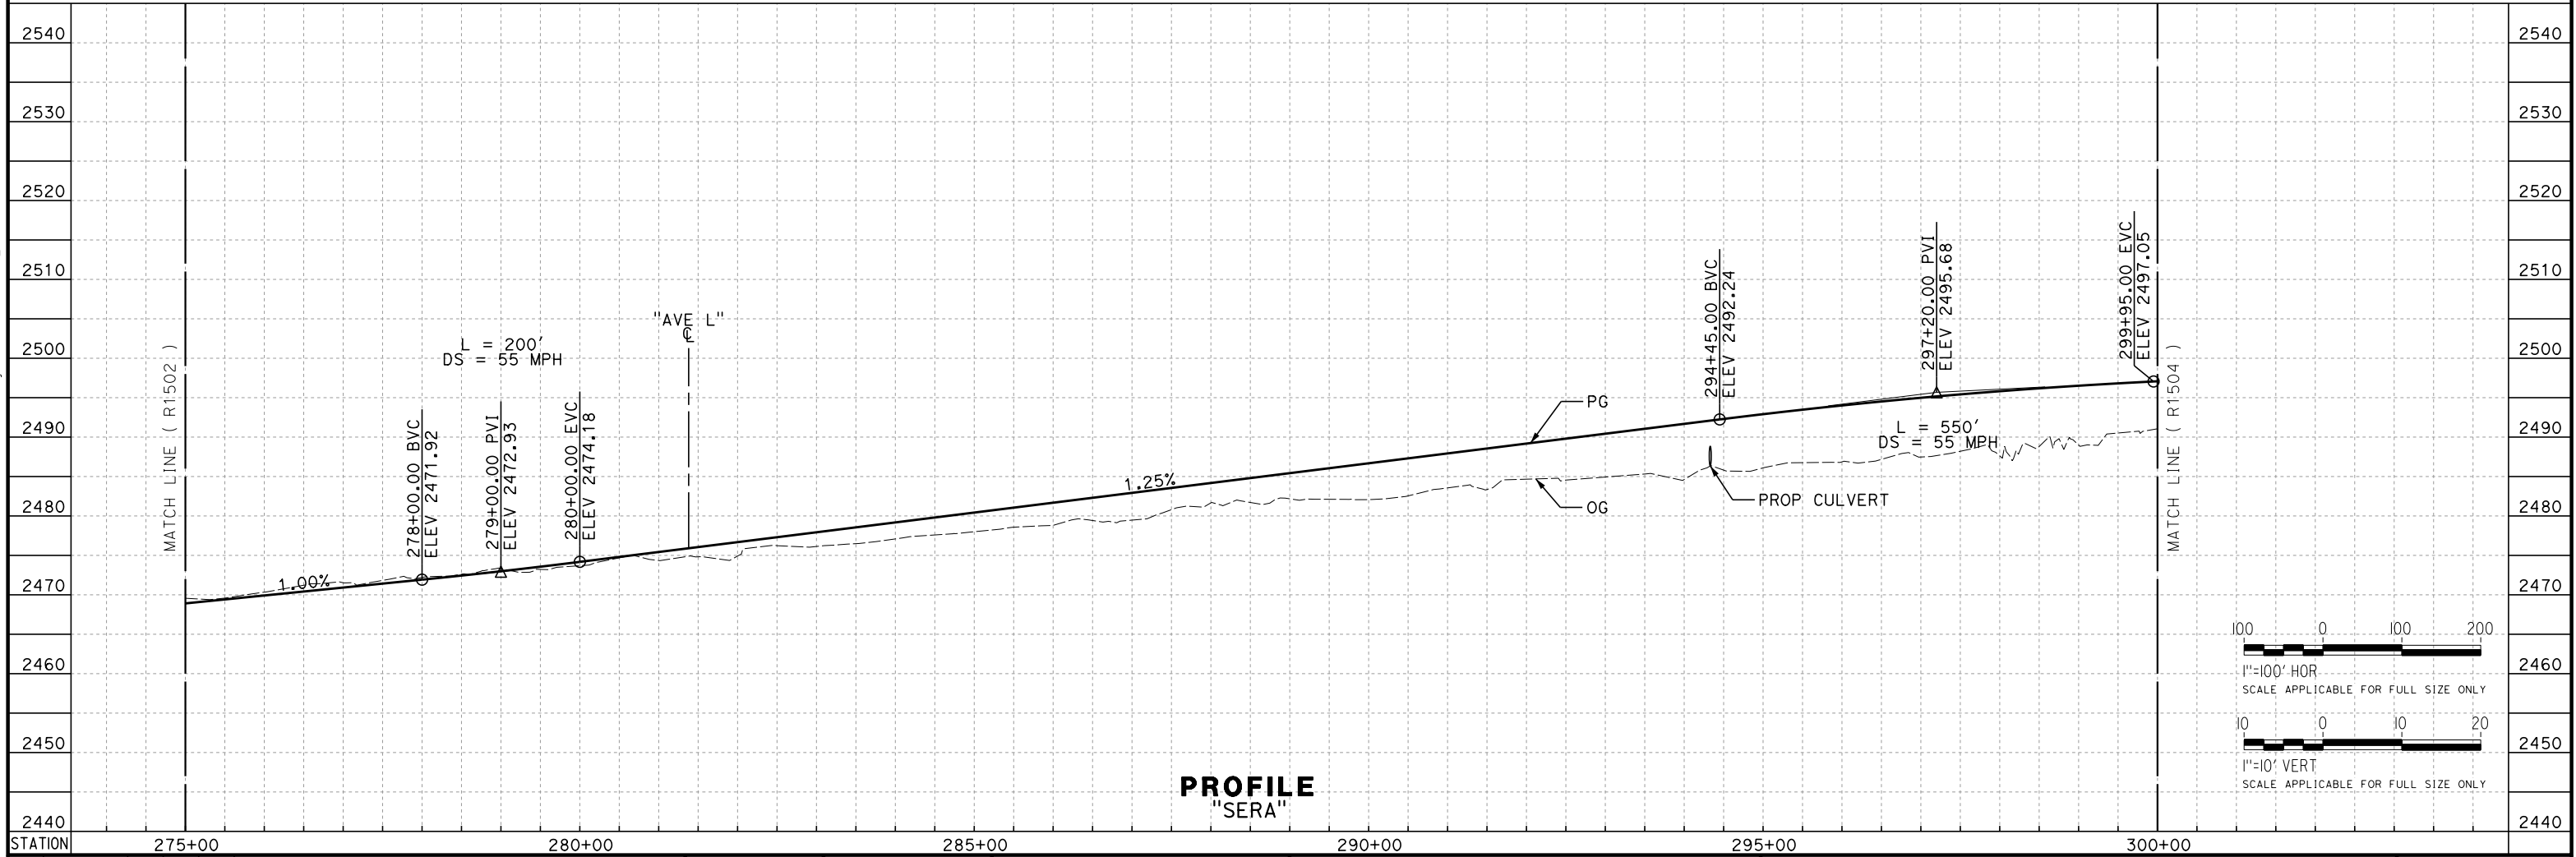 2540
2530
2520
2510
2500
2490
2480
2470
2460
2450
2440
STATION
MATCH LINE ( R1502 )
1.00%
278+00.00 BVC
ELEV 2471.92
L = 200'
DS = 55 MPH
279+00.00 PVI
ELEV 2472.93
280+00.00 EVC
ELEV 2474.18
"AVE L"
℄
1.25%
PG
OG
294+45.00 BVC
ELEV 2492.24
PROP CULVERT
297+20.00 PVI
ELEV 2495.68
L = 550'
DS = 55 MPH
299+95.00 EVC
ELEV 2497.05
MATCH LINE ( R1504 )
2540
2530
2520
2510
2500
2490
2480
2470
2460
2450
2440
100 0 100 200
1"=100' HOR
SCALE APPLICABLE FOR FULL SIZE ONLY
10 0 10 20
1"=10' VERT
SCALE APPLICABLE FOR FULL SIZE ONLY
PROFILE
"SERA"
275+00 280+00 285+00 290+00 295+00 300+00